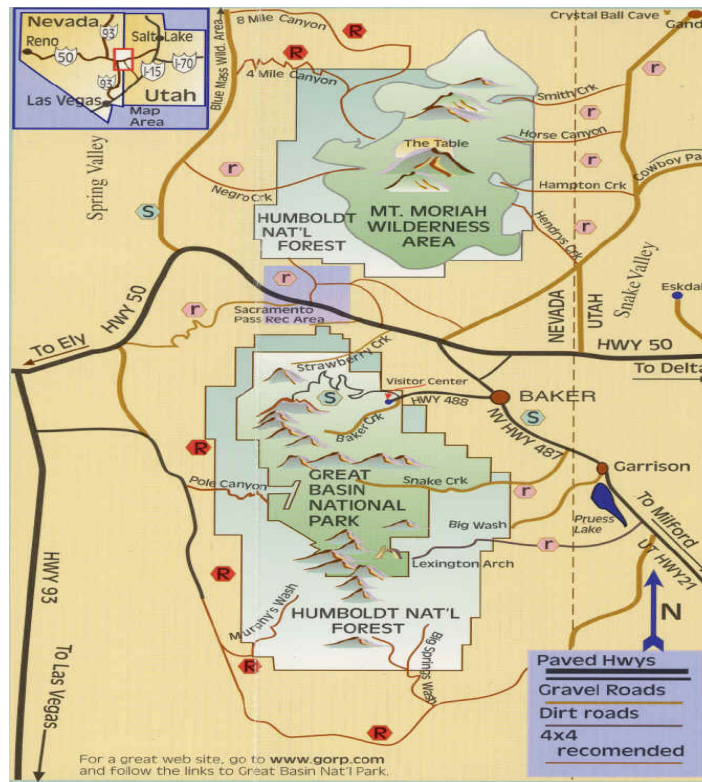 Nevada
Reno
50
93
Salt Lake
93
I-15
I-70
Las Vegas
Utah
Map
Area
Blue Mass Wild. Area
8 Mile Canyon
R
R
4 Mile Canyon
Crystal Ball Cave
r
Smith Crk
r
Horse Canyon
The Table
r
Cowboy
Spring Valley
r
Negro Crk
Hampton Crk
r
S
HUMBOLDT
NAT'L
FOREST
MT. MORIAH
WILDERNESS
AREA
Hendrys Crk
r
NEVADA
UTAH
Snake Valley
r
Sacramento
Pass Rec Area
r
Eskdal
HWY 50
To Ely
HWY 50
To Delta
Strawberry Crk
Visitor Center
S
HWY 488
BAKER
S
Baker Crk
NV HWY 487
R
Pole Canyon
GREAT
BASIN
NATIONAL
PARK
Snake Crk
Garrison
r
Big Wash
Pruess
Lake
To Milford
UT HWY21
r
Lexington Arch
HWY 93
R
Murphy's Wash
HUMBOLDT NAT'L
FOREST
Big Springs Wash
R
R
N
To Las Vegas
Paved Hwys
Gravel Roads
Dirt roads
4x4
recomended
For a great web site, go to www.gorp.com
and follow the links to Great Basin Nat'l Park.